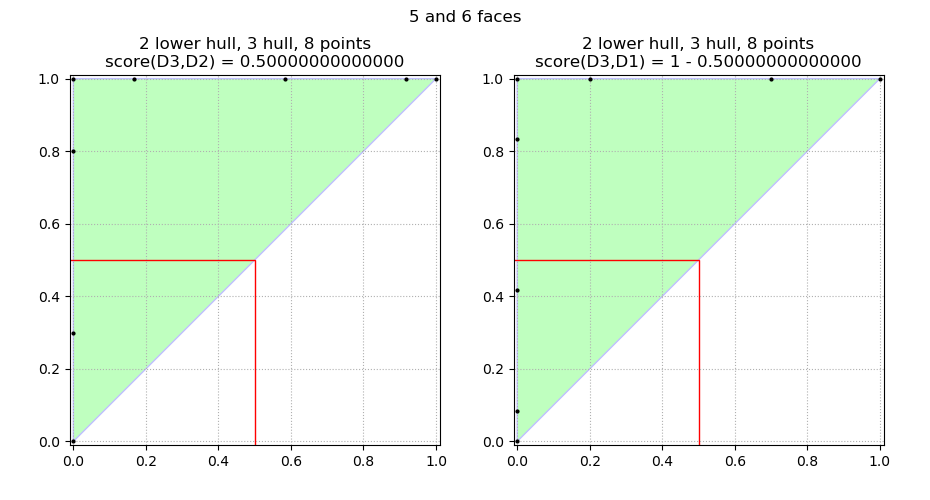 5 and 6 faces
2 lower hull, 3 hull, 8 points
score(D3,D2) = 0.50000000000000
1.0
0.8
0.6
0.4
0.2
0.0
0.0 0.2 0.4 0.6 0.8 1.0
2 lower hull, 3 hull, 8 points
score(D3,D1) = 1 - 0.50000000000000
1.0
0.8
0.6
0.4
0.2
0.0
0.0 0.2 0.4 0.6 0.8 1.0